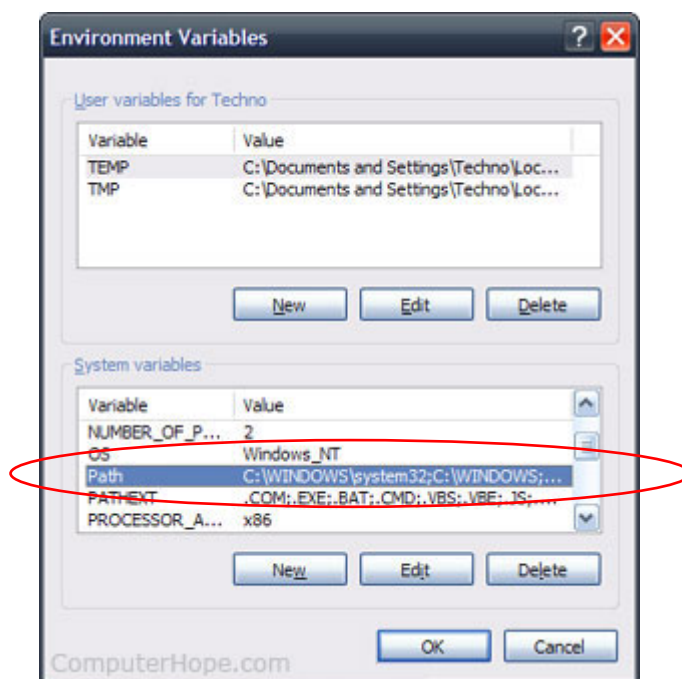 Environment Variables
User variables for Techno
Variable Value
TEMP C:\Documents and Settings\Techno\Loc...
TMP C:\Documents and Settings\Techno\Loc...
New Edit Delete
System variables
Variable Value
NUMBER_OF_P... 2
OS Windows_NT
Path C:\WINDOWS\system32;C:\WINDOWS;...
PATHEXT .COM;.EXE;.BAT;.CMD;.VBS;.VBE;.JS;....
PROCESSOR_A... x86
New Edit Delete
OK Cancel
ComputerHope.com